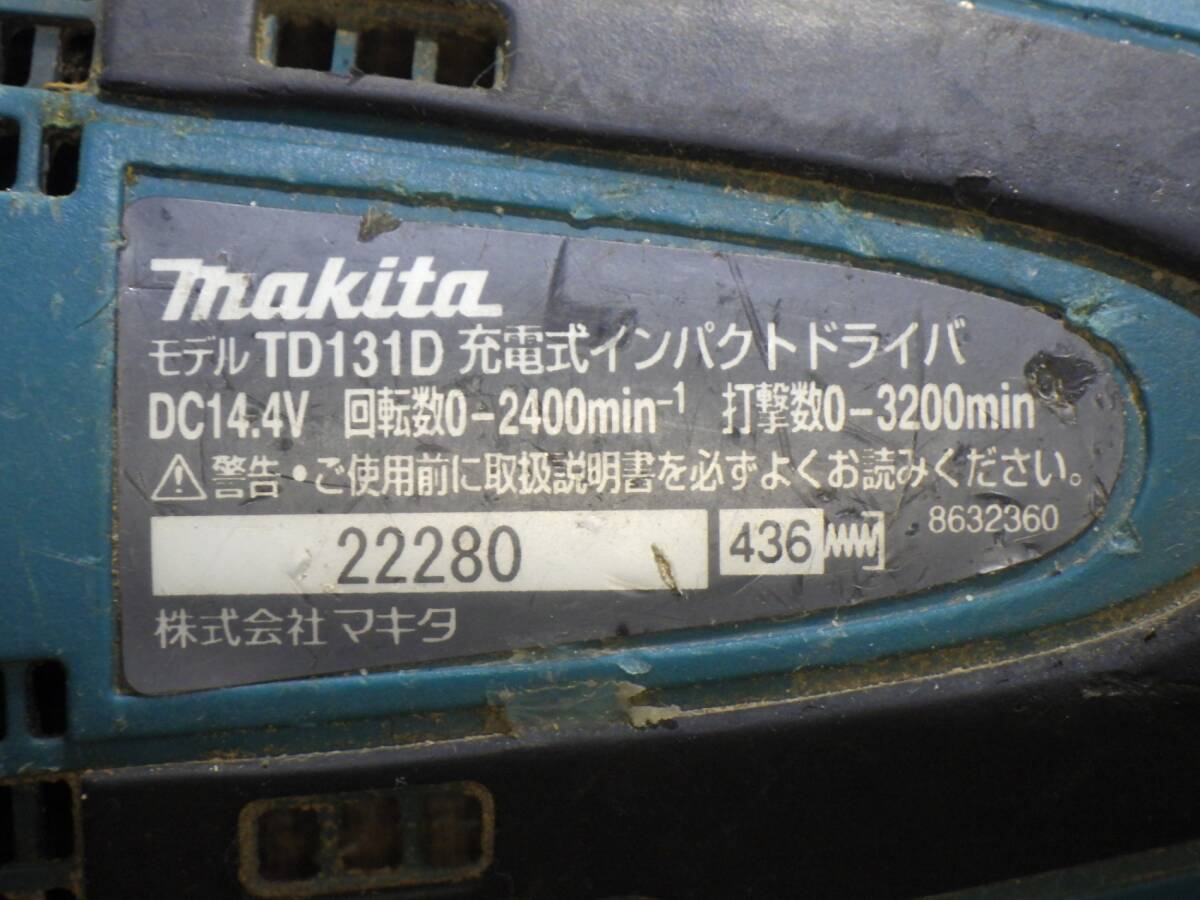 makita
モデル TD131D 充電式インパクトドライバ
DC14.4V 回転数0-2400min⁻¹ 打撃数0-3200min
⚠警告・ご使用前に取扱説明書を必ずよくお読みください。
22280 436 8632360
株式会社 マキタ